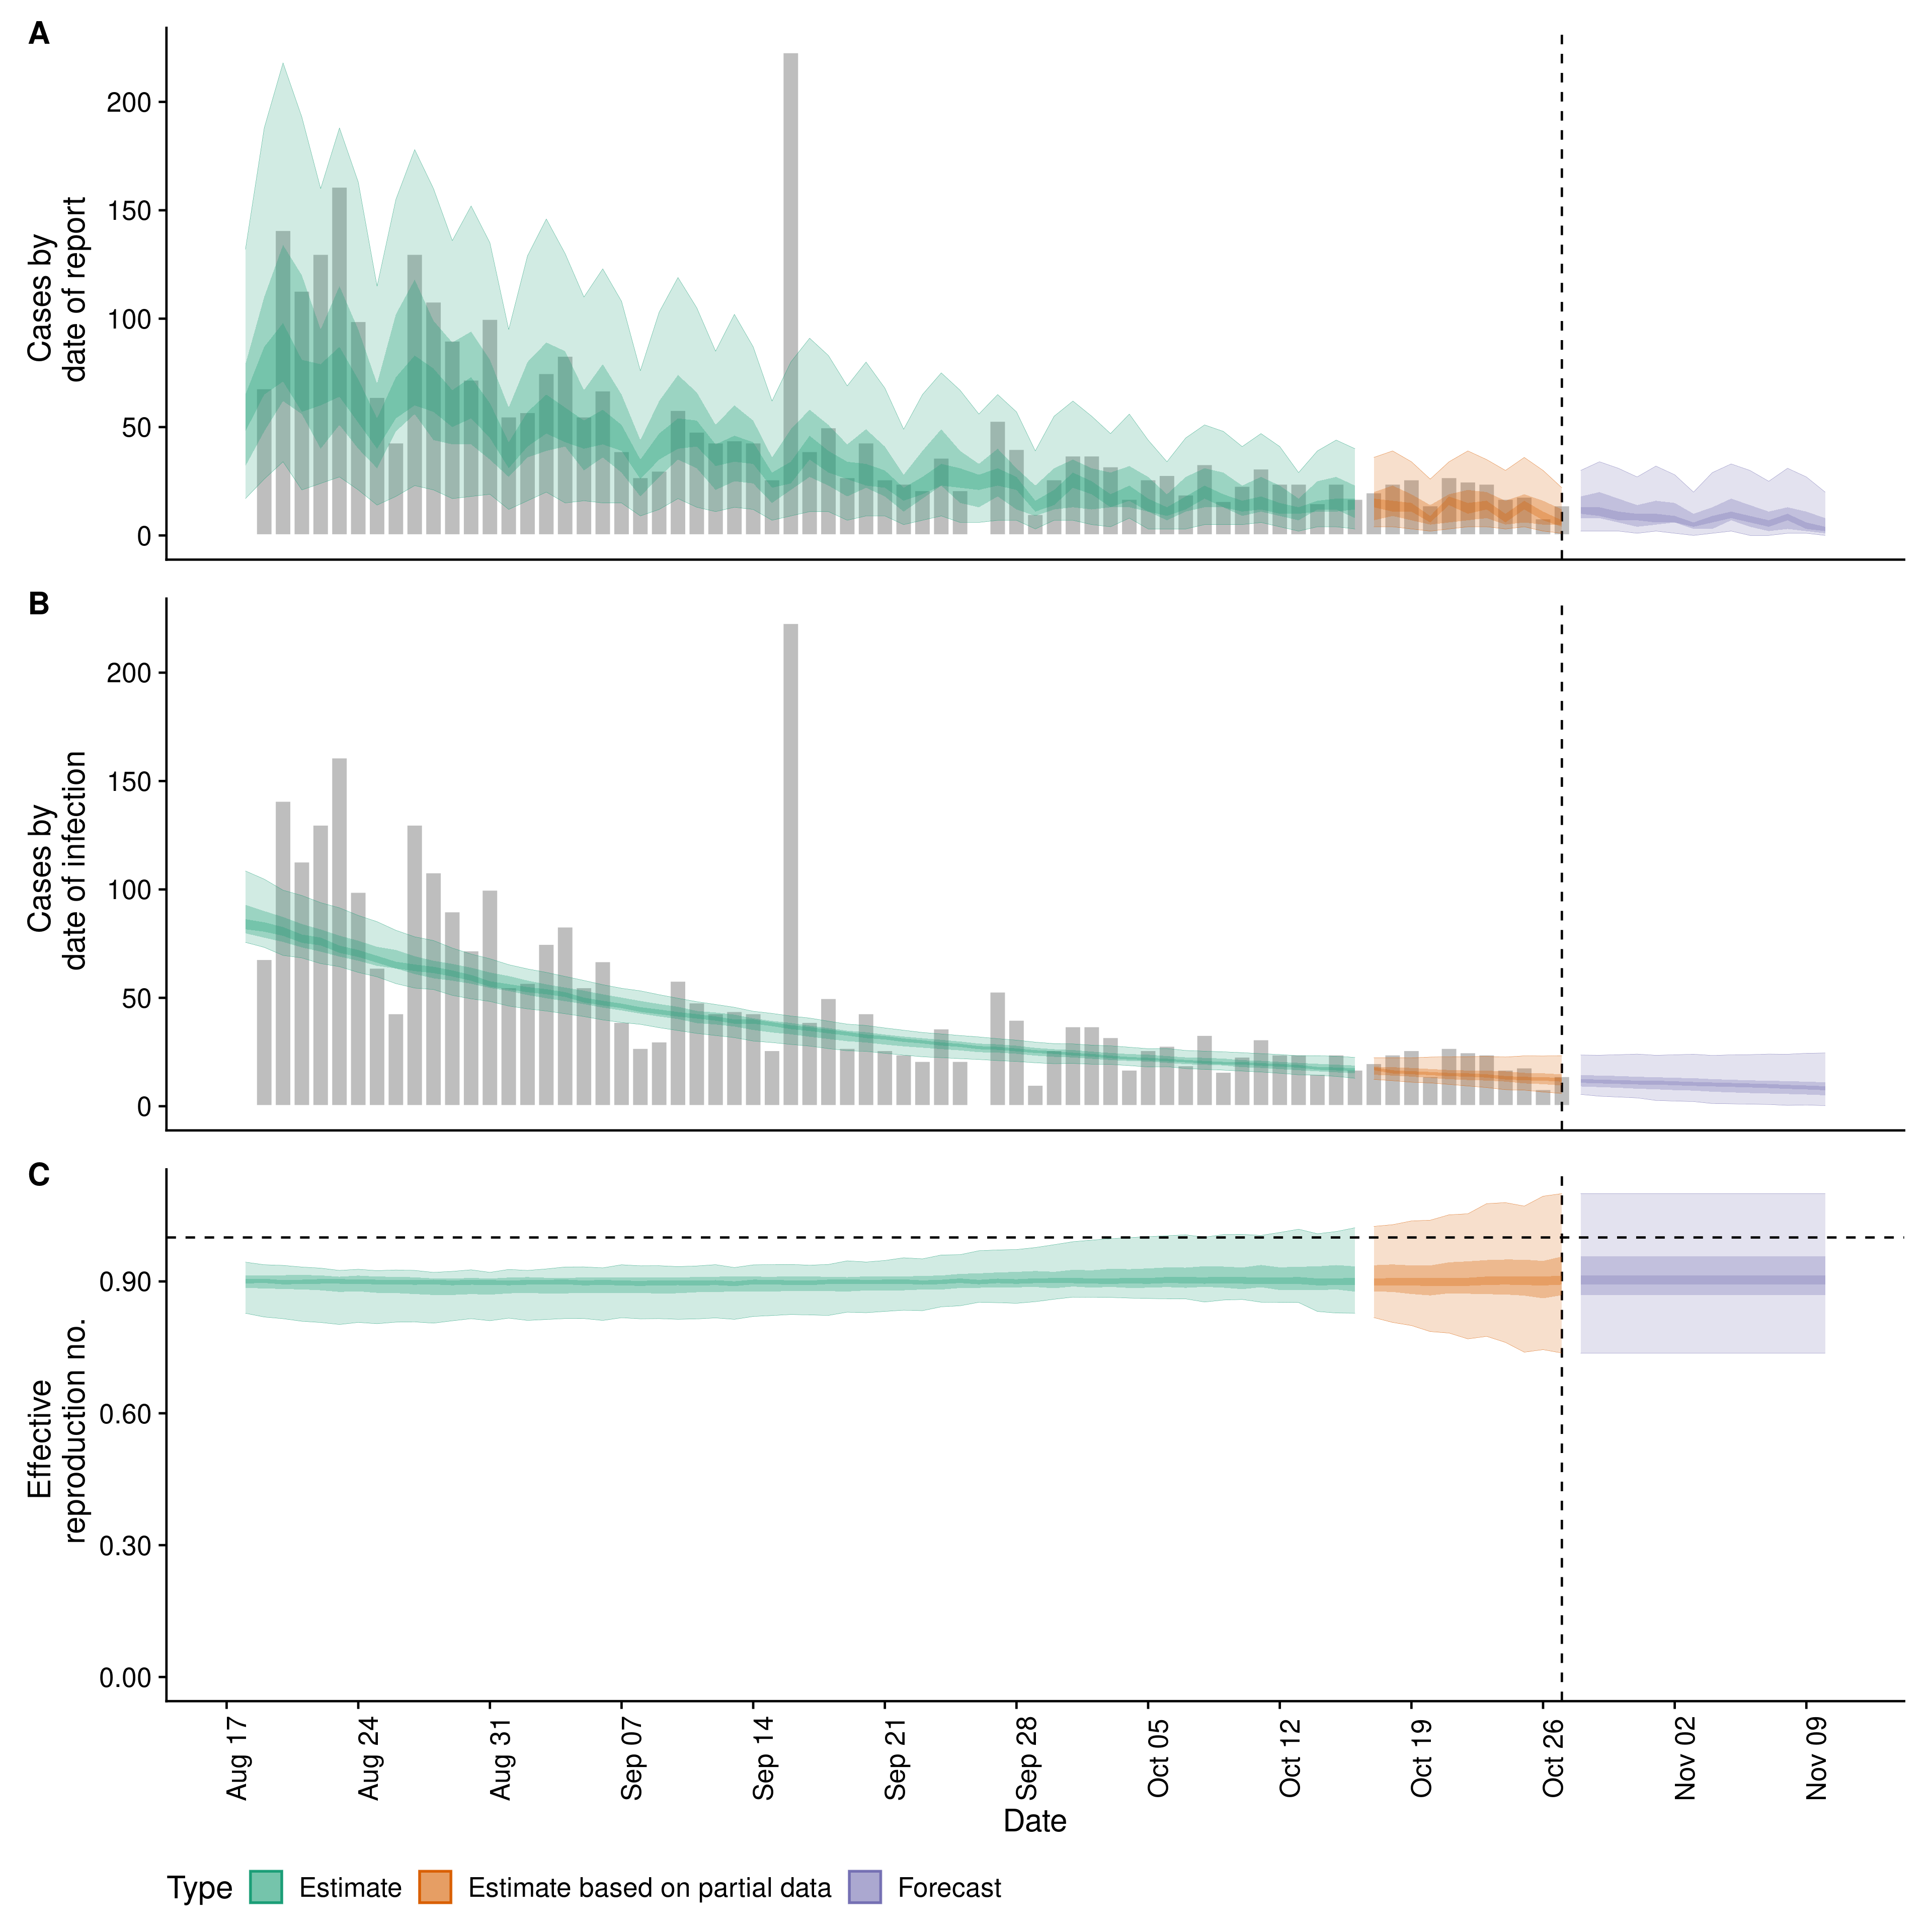 A
Cases by
date of report
200
150
100
50
0
B
Cases by
date of infection
200
150
100
50
0
C
Effective
reproduction no.
0.90
0.60
0.30
0.00
Aug 17
Aug 24
Aug 31
Sep 07
Sep 14
Sep 21
Sep 28
Oct 05
Oct 12
Oct 19
Oct 26
Nov 02
Nov 09
Date
Type
Estimate
Estimate based on partial data
Forecast